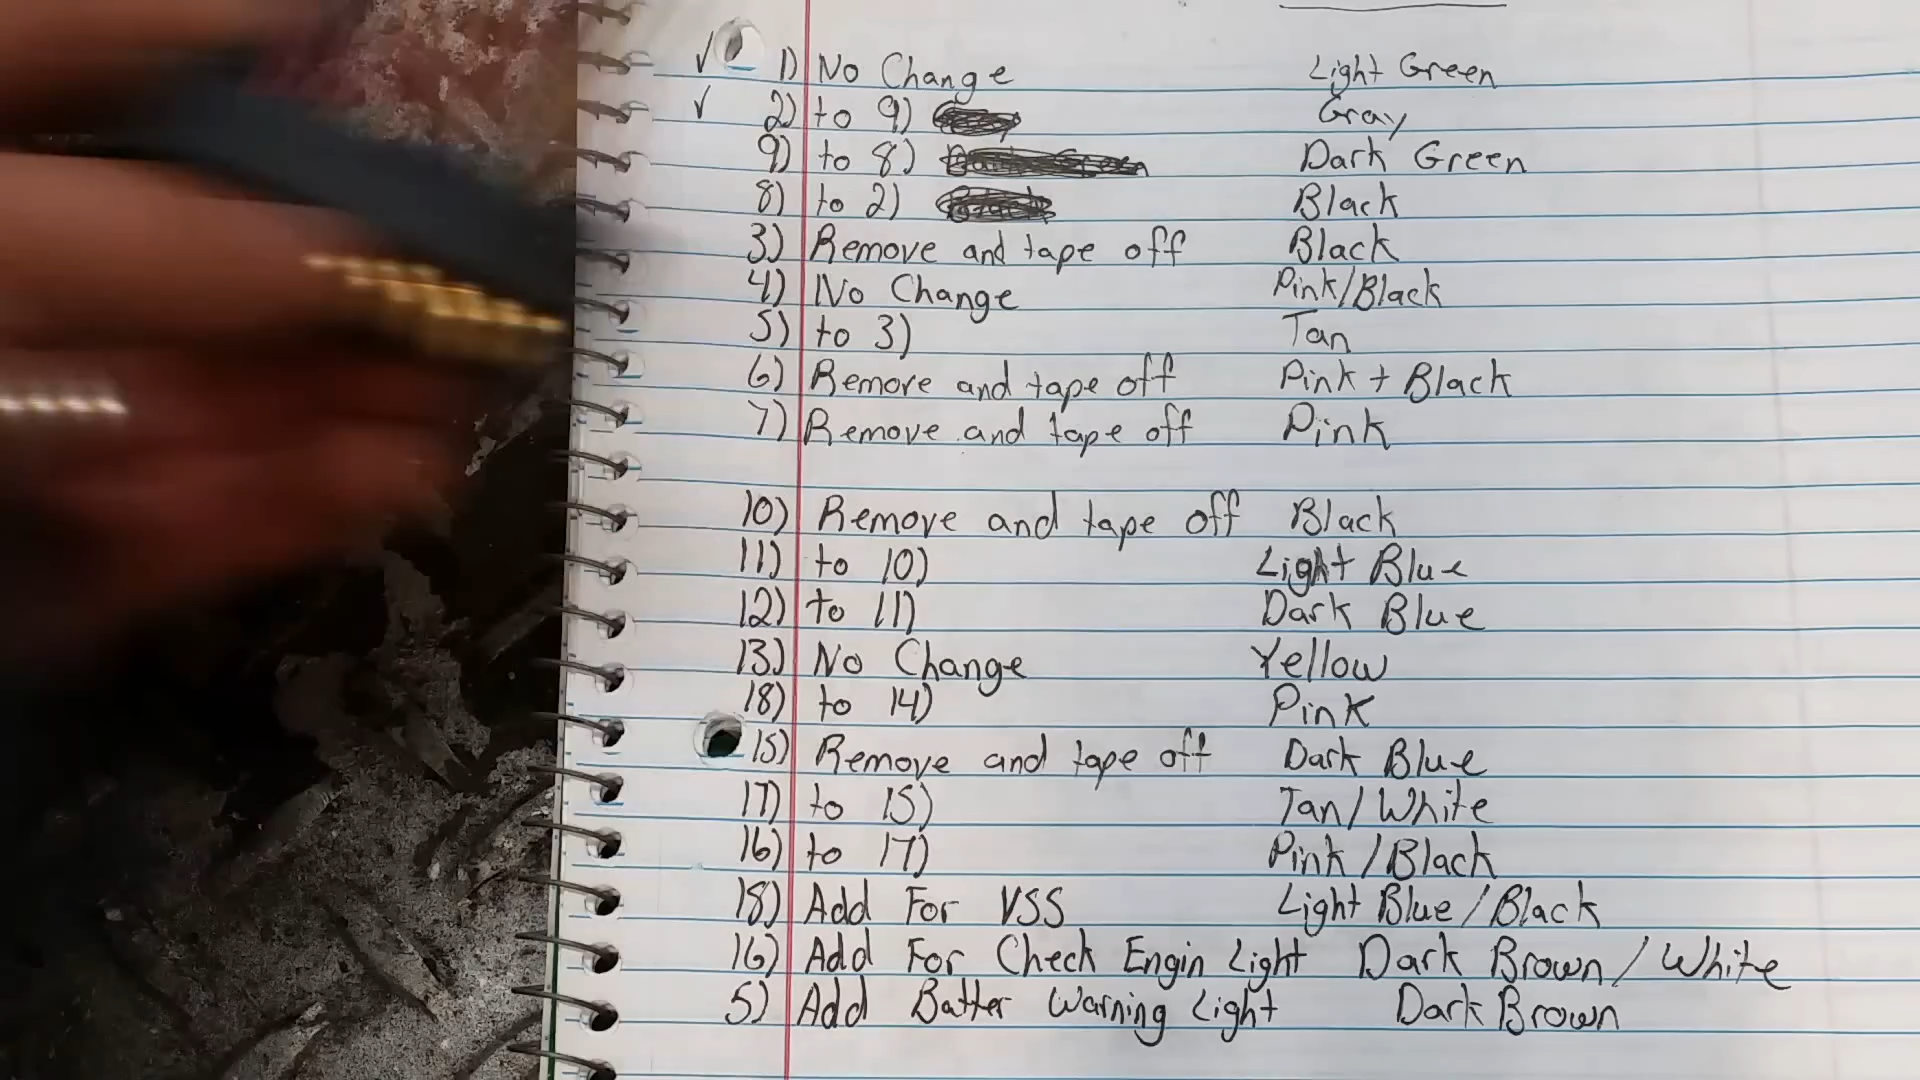 ✓ 1) No Change Light Green
✓ 2) to 9) Gray
9) to 8) Dark Green
8) to 2) Black
3) Remove and tape off Black
4) No Change Pink/Black
5) to 3) Tan
6) Remove and tape off Pink + Black
7) Remove and tape off Pink
10) Remove and tape off Black
11) to 10) Light Blue
12) to 11) Dark Blue
13) No Change Yellow
18) to 14) Pink
15) Remove and tape off Dark Blue
17) to 15) Tan/White
16) to 17) Pink/Black
18) Add For VSS Light Blue/Black
16) Add For Check Engin Light Dark Brown/White
5) Add Batter Warning Light Dark Brown